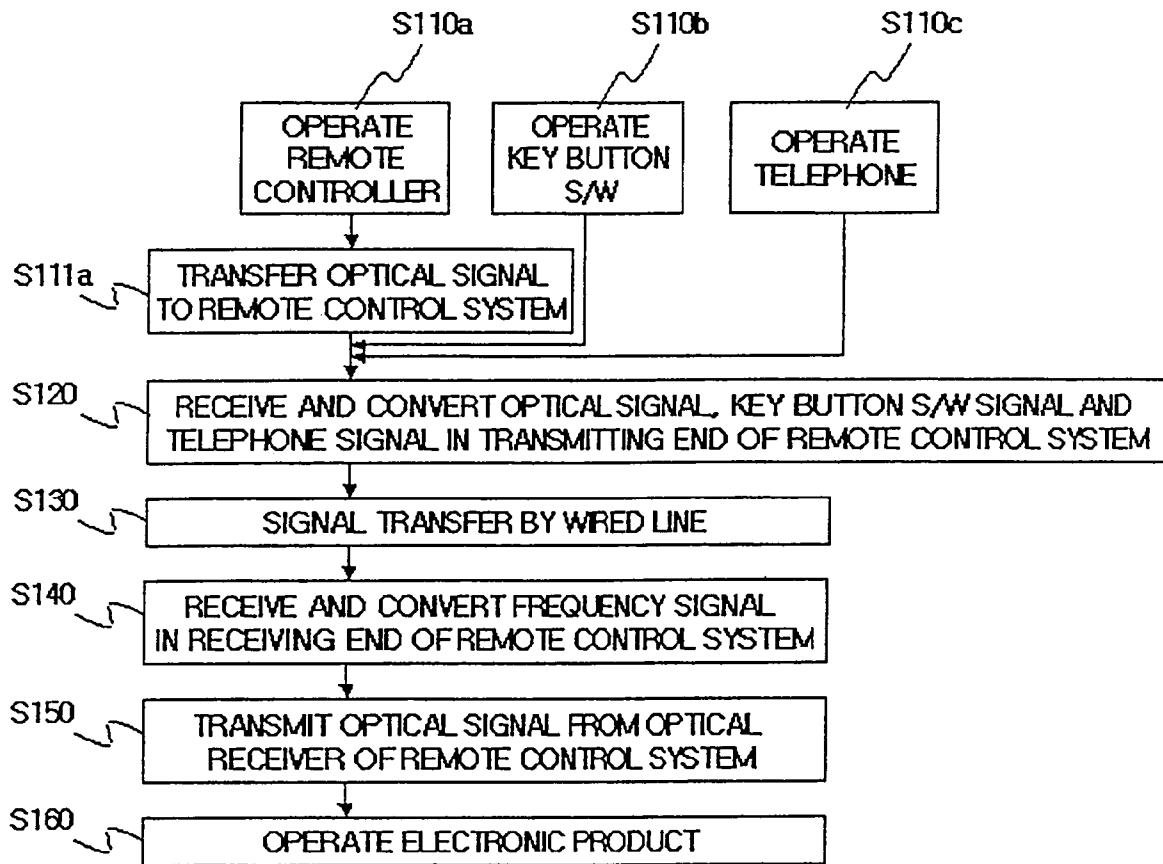 S110a
S110b
S110c
OPERATE
REMOTE
CONTROLLER
OPERATE
KEY BUTTON
S/W
OPERATE
TELEPHONE
S111a
TRANSFER OPTICAL SIGNAL
TO REMOTE CONTROL SYSTEM
S120
RECEIVE AND CONVERT OPTICAL SIGNAL, KEY BUTTON S/W SIGNAL AND
TELEPHONE SIGNAL IN TRANSMITTING END OF REMOTE CONTROL SYSTEM
S130
SIGNAL TRANSFER BY WIRED LINE
S140
RECEIVE AND CONVERT FREQUENCY SIGNAL
IN RECEIVING END OF REMOTE CONTROL SYSTEM
S150
TRANSMIT OPTICAL SIGNAL FROM OPTICAL
RECEIVER OF REMOTE CONTROL SYSTEM
S160
OPERATE ELECTRONIC PRODUCT